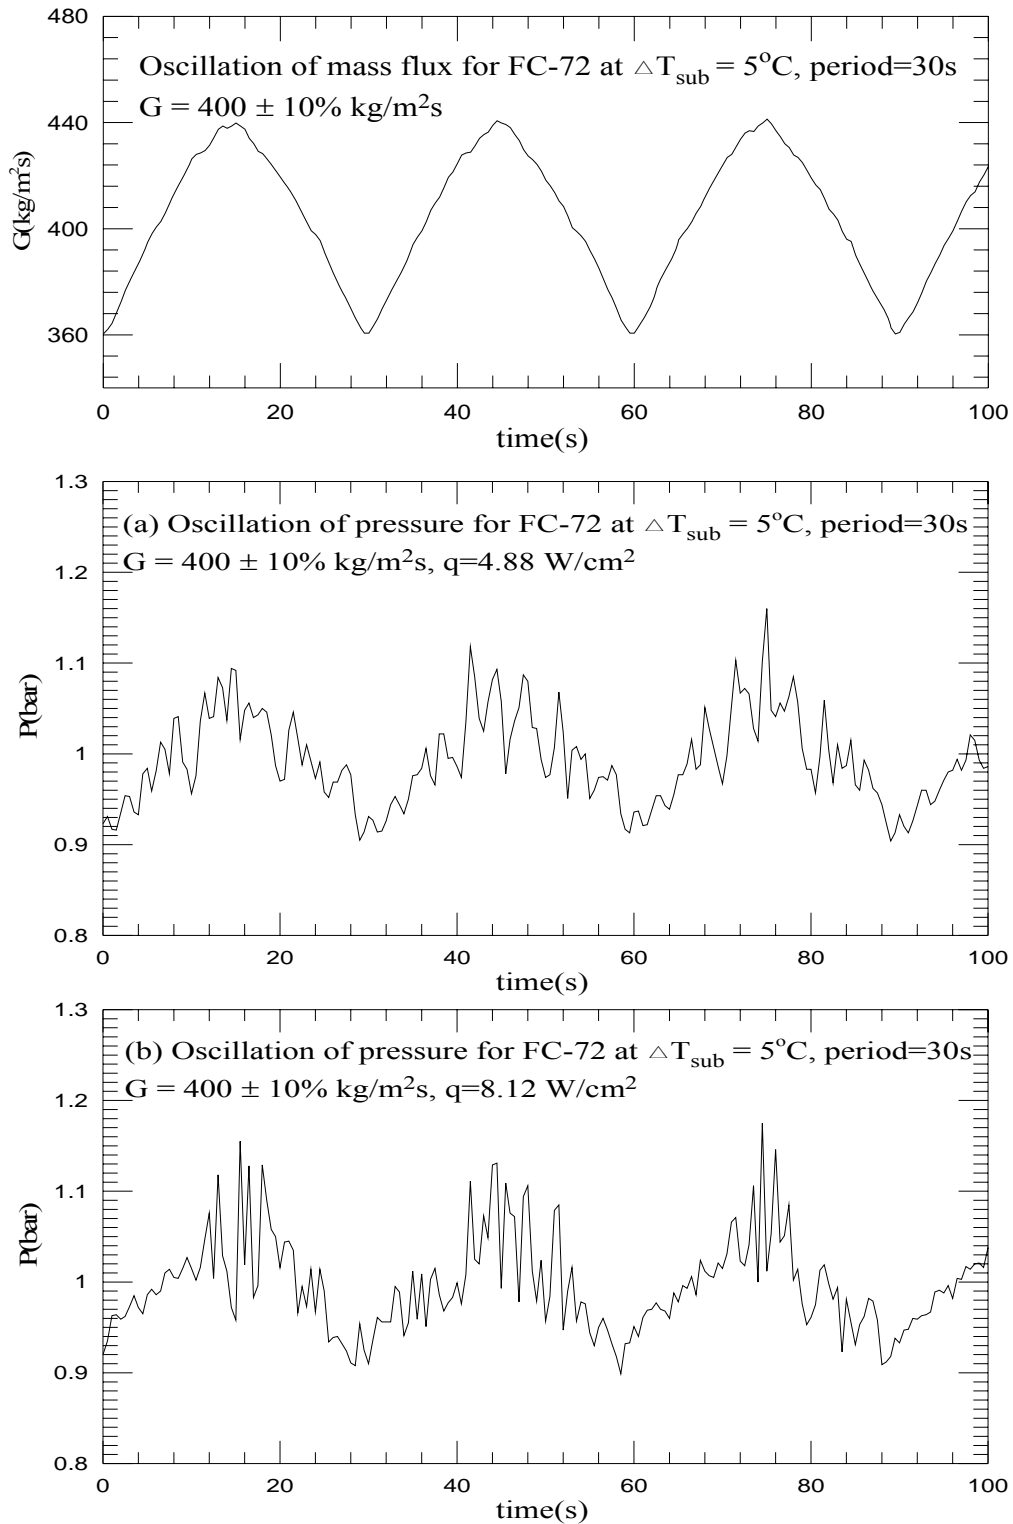 480
Oscillation of mass flux for FC-72 at △T_sub = 5°C, period=30s
G = 400 ± 10% kg/m²s
440
G(kg/m²s)
400
360
0 20 40 60 80 100
time(s)
1.3
(a) Oscillation of pressure for FC-72 at △T_sub = 5°C, period=30s
G = 400 ± 10% kg/m²s, q=4.88 W/cm²
1.2
1.1
P(bar)
1
0.9
0.8
0 20 40 60 80 100
time(s)
1.3
(b) Oscillation of pressure for FC-72 at △T_sub = 5°C, period=30s
G = 400 ± 10% kg/m²s, q=8.12 W/cm²
1.2
1.1
P(bar)
1
0.9
0.8
0 20 40 60 80 100
time(s)